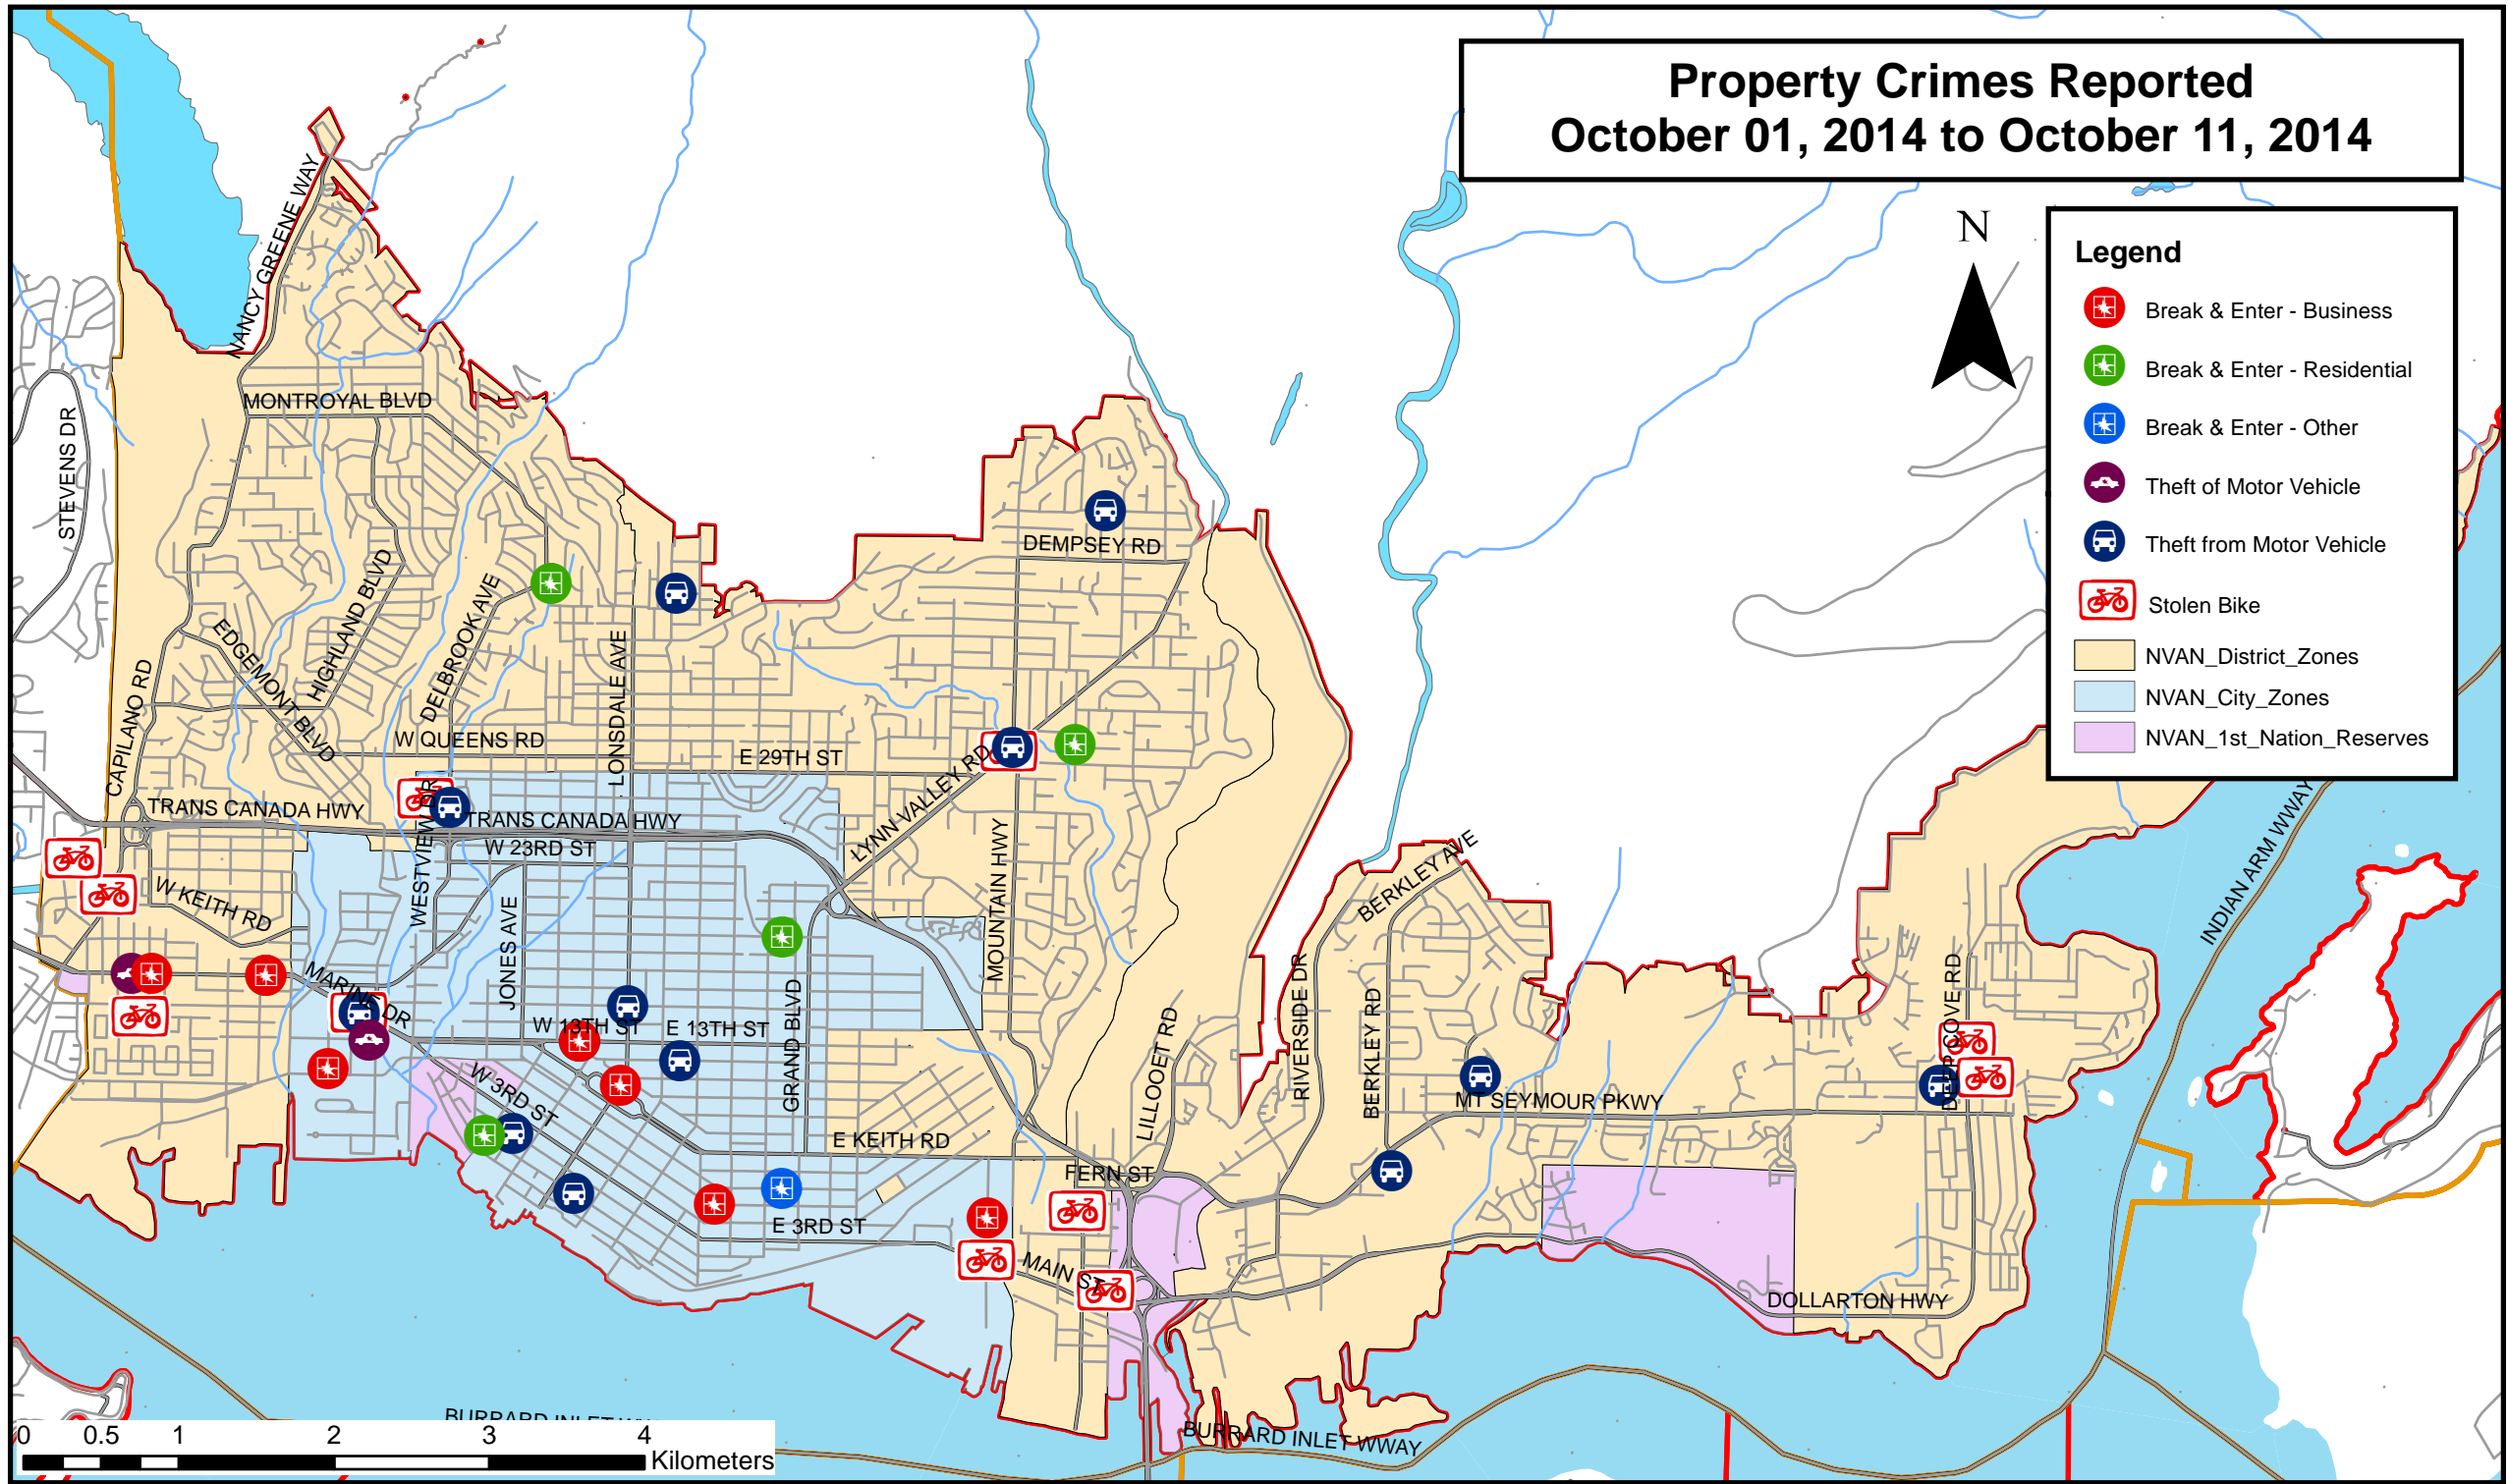 Property Crimes Reported
October 01, 2014 to October 11, 2014
N
Legend
Break & Enter - Business
Break & Enter - Residential
Break & Enter - Other
Theft of Motor Vehicle
Theft from Motor Vehicle
Stolen Bike
NVAN_District_Zones
NVAN_City_Zones
NVAN_1st_Nation_Reserves
NANCY GREENE WAY
STEVENS DR
MONTROYAL BLVD
DEMPSEY RD
HIGHLAND BLVD
DELBROOK AVE
EDGEMONT BLVD
CAPILANO RD
LONSDALE AVE
W QUEENS RD
E 29TH ST
LYNN VALLEY RD
TRANS CANADA HWY
TRANS CANADA HWY
WESTVIEW DR
W 23RD ST
W KEITH RD
JONES AVE
MOUNTAIN HWY
BERKLEY AVE
INDIAN ARM WWAY
MARINE DR
W 13TH ST
E 13TH ST
GRAND BLVD
LILLOOET RD
RIVERSIDE DR
BERKLEY RD
DEEP COVE RD
W 3RD ST
MT SEYMOUR PKWY
E KEITH RD
FERN ST
E 3RD ST
MAIN ST
DOLLARTON HWY
BURRARD INLET
BURRARD INLET WWAY
0 0.5 1 2 3 4
Kilometers